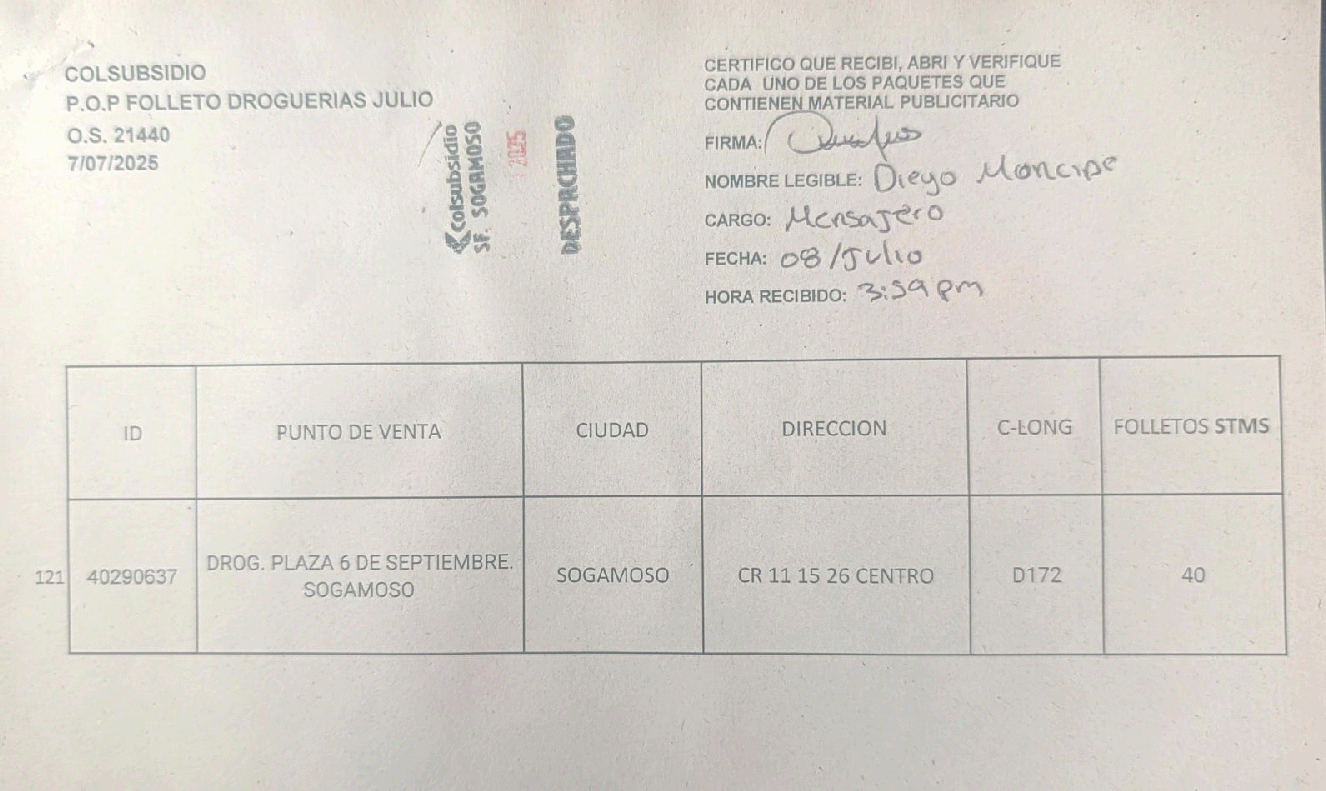 COLSUBSIDIO
P.O.P FOLLETO DROGUERIAS JULIO
O.S. 21440
7/07/2025
Colsubsidio
SF. SOGAMOSO
2025
DESPACHADO
CERTIFICO QUE RECIBI, ABRI Y VERIFIQUE
CADA UNO DE LOS PAQUETES QUE
CONTIENEN MATERIAL PUBLICITARIO
FIRMA:
NOMBRE LEGIBLE: Diego Moncipe
CARGO: Mensajero
FECHA: 08/Julio
HORA RECIBIDO: 3:59 pm
ID PUNTO DE VENTA CIUDAD DIRECCION C-LONG FOLLETOS STMS
121 40290637 DROG. PLAZA 6 DE SEPTIEMBRE. SOGAMOSO CR 11 15 26 CENTRO D172 40
SOGAMOSO